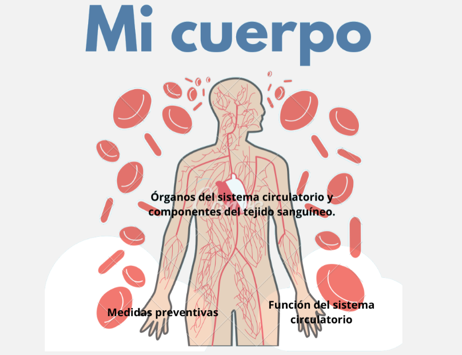 Mi cuerpo
Órganos del sistema circulatorio y
componentes del tejido sanguíneo.
Medidas preventivas
Función del sistema
circulatorio